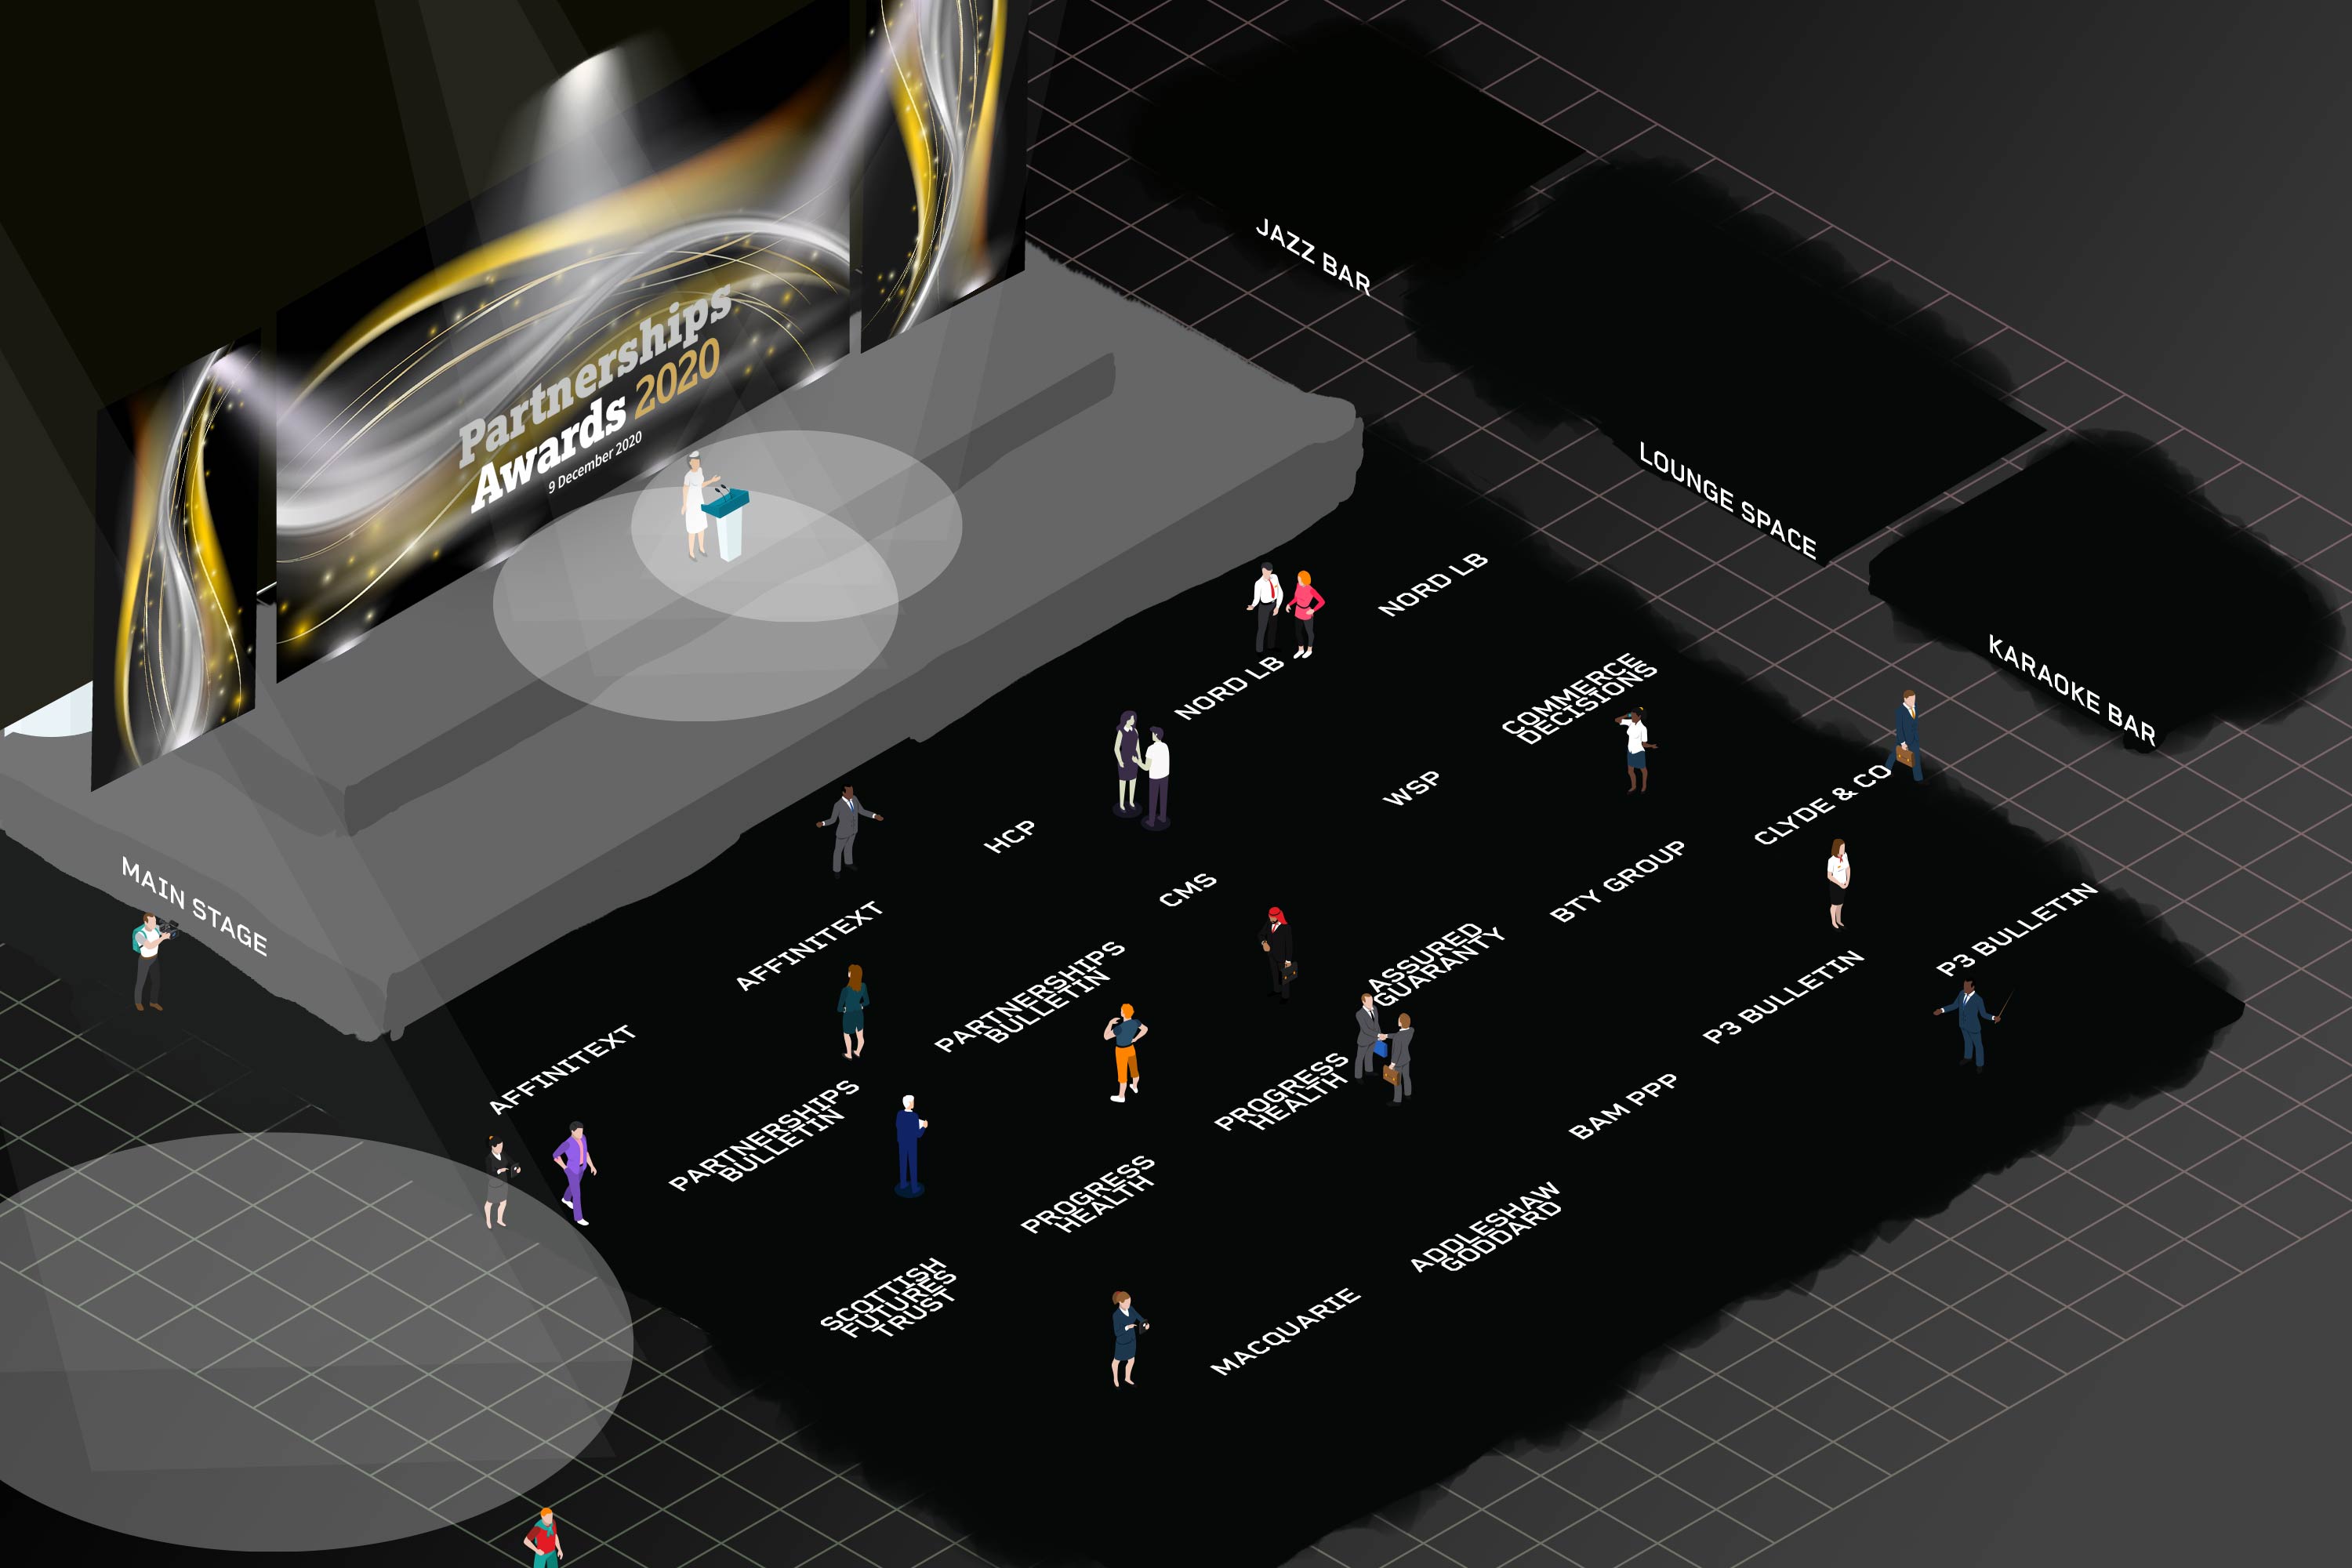 Partnerships
Awards 2020
9 December 2020
JAZZ BAR
LOUNGE SPACE
KARAOKE BAR
MAIN STAGE
NORD LB
NORD LB
COMMERCE
DECISIONS
WSP
HCP
CMS
CLYDE & CO
BTY GROUP
AFFINITEXT
AFFINITEXT
PARTNERSHIPS
BULLETIN
ASSURED
GUARANTY
P3 BULLETIN
P3 BULLETIN
PARTNERSHIPS
BULLETIN
PROGRESS
HEALTH
BAM PPP
PROGRESS
HEALTH
ADDLESHAW
GODDARD
SCOTTISH
FUTURES
TRUST
MACQUARIE